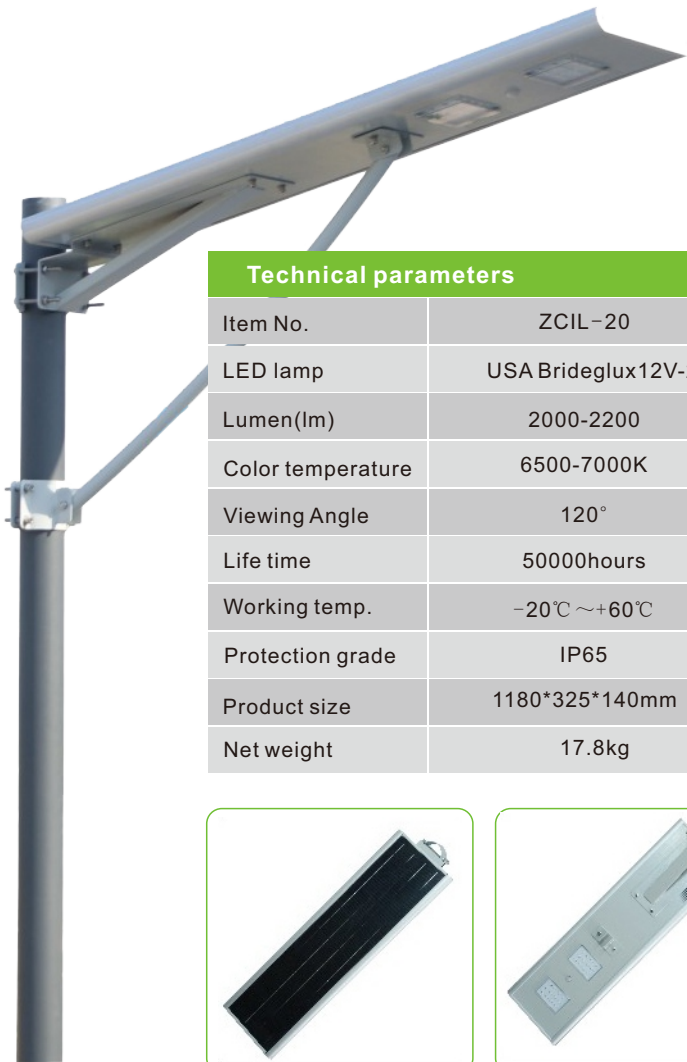 Technical parameters
Item No. ZCIL-20
LED lamp USA Brideglux12V-
Lumen(lm) 2000-2200
Color temperature 6500-7000K
Viewing Angle 120°
Life time 50000hours
Working temp. -20℃ ～+60℃
Protection grade IP65
Product size 1180*325*140mm
Net weight 17.8kg